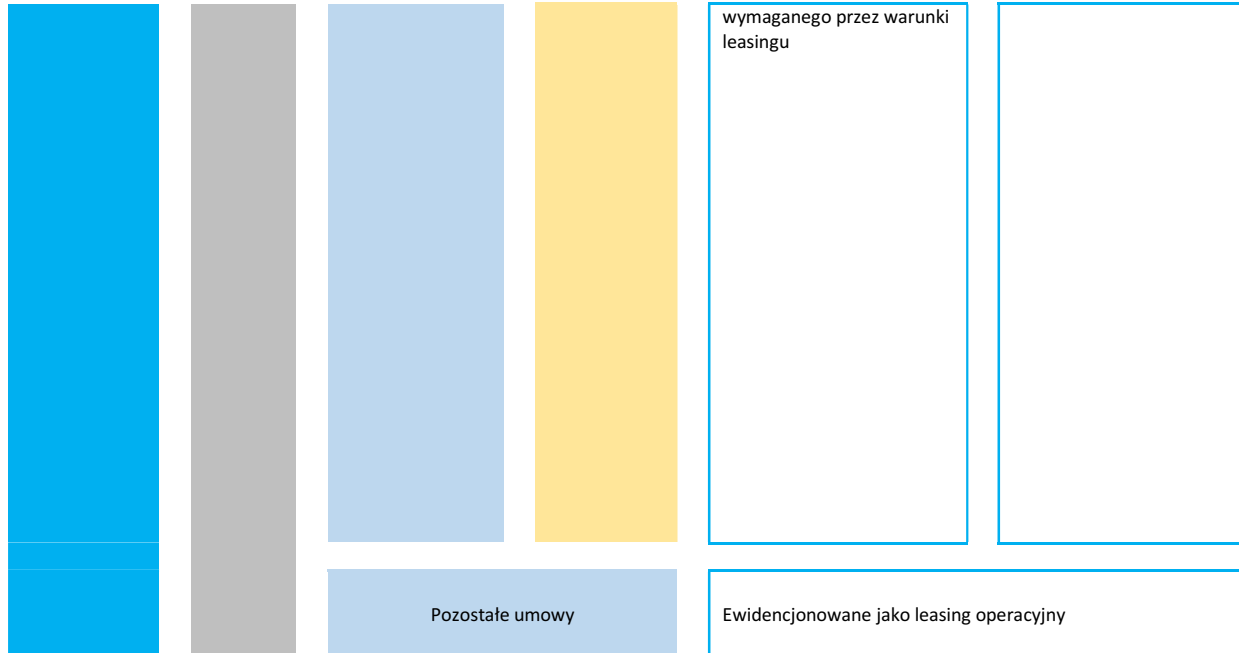 wymaganego przez warunki
leasingu
Pozostałe umowy
Ewidencjonowane jako leasing operacyjny